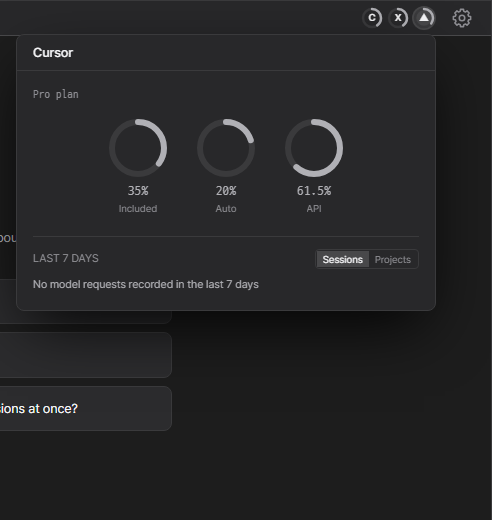 C X
Cursor
Pro plan
35% 20% 61.5%
Included Auto API
LAST 7 DAYS Sessions Projects
No model requests recorded in the last 7 days
at once?